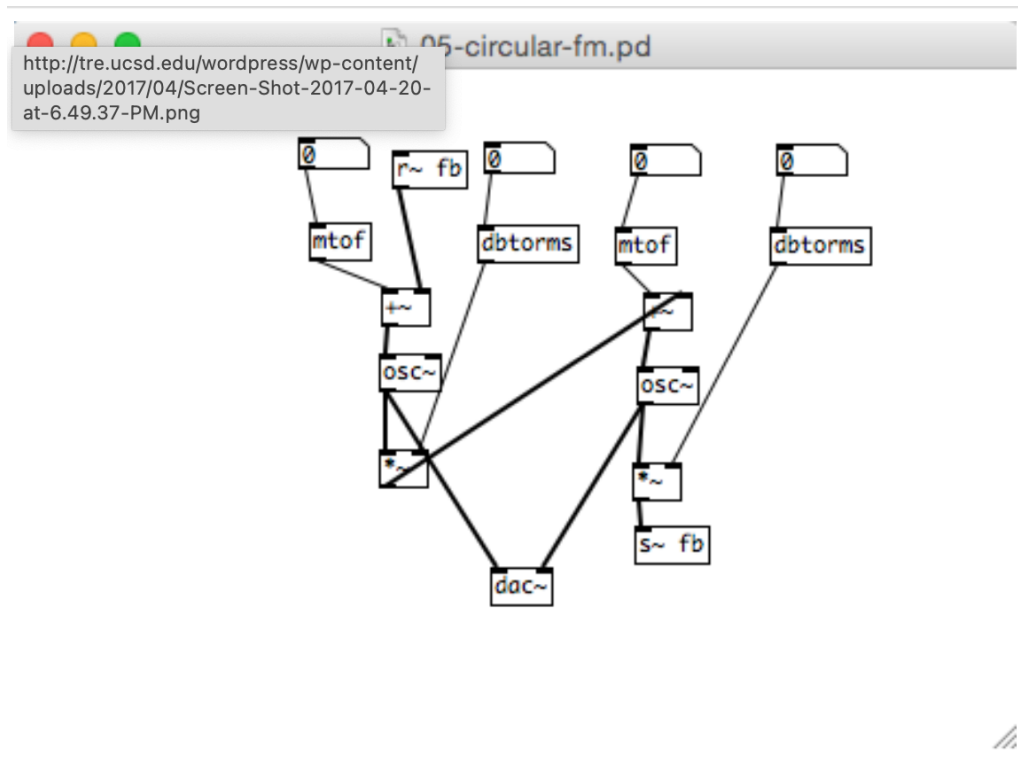 05-circular-fm.pd
http://tre.ucsd.edu/wordpress/wp-content/
uploads/2017/04/Screen-Shot-2017-04-20-
at-6.49.37-PM.png
0
r~ fb
0
0
0
mtof
dbtorms
mtof
dbtorms
+~
+~
osc~
osc~
*~
*~
s~ fb
dac~